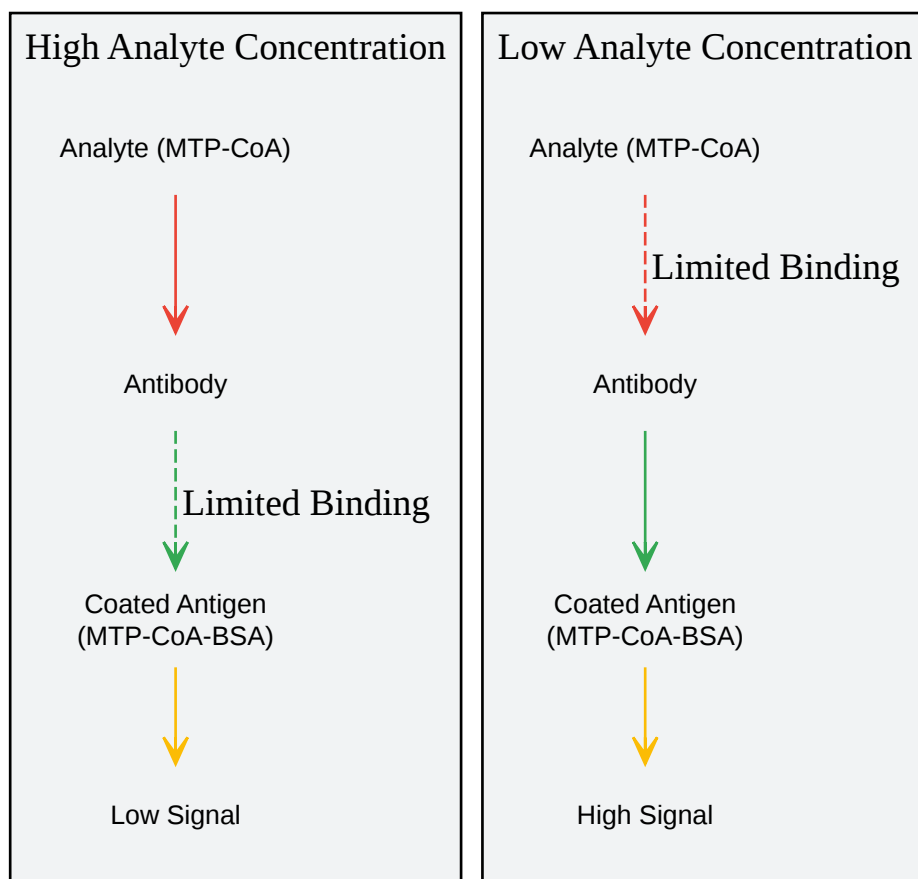 High Analyte Concentration
Analyte (MTP-CoA)
Antibody
Limited Binding
Coated Antigen
(MTP-CoA-BSA)
Low Signal
Low Analyte Concentration
Analyte (MTP-CoA)
Limited Binding
Antibody
Coated Antigen
(MTP-CoA-BSA)
High Signal